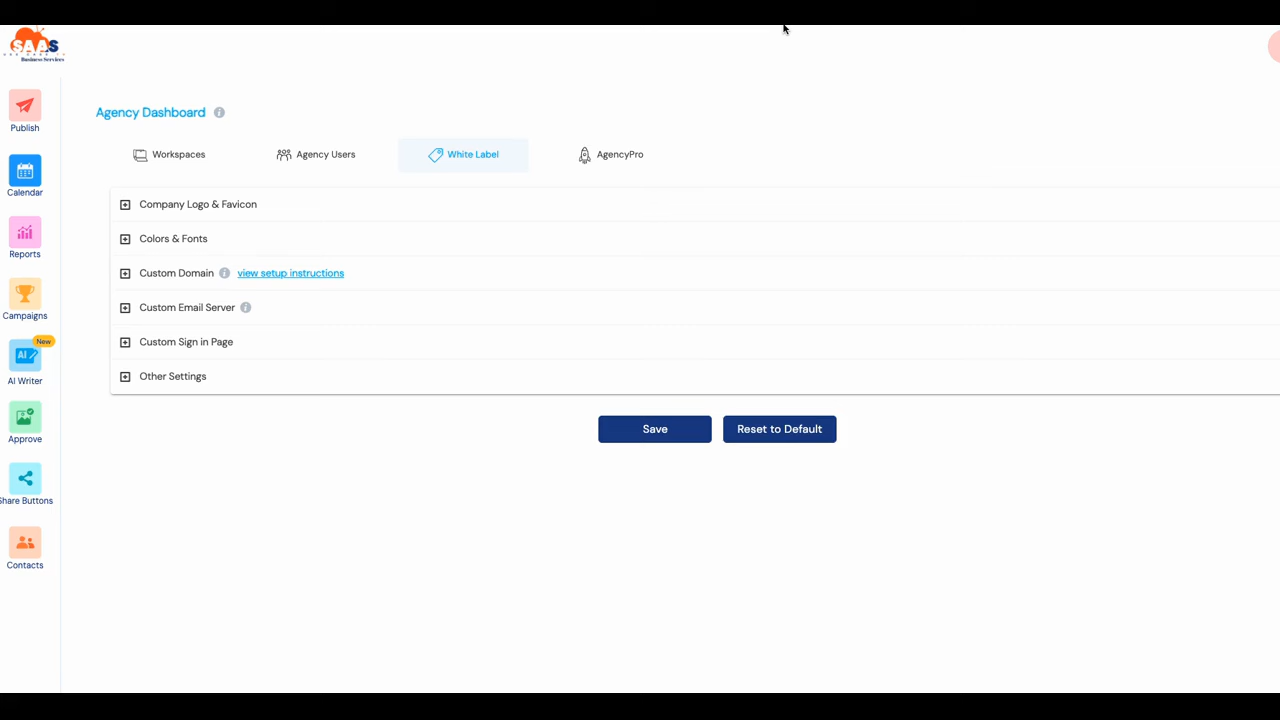 SAAS
Business Services
Publish
Calendar
Reports
Campaigns
New
AI
AI Writer
Approve
Share Buttons
Contacts
Agency Dashboard
Workspaces
Agency Users
White Label
AgencyPro
Company Logo & Favicon
Colors & Fonts
Custom Domain view setup instructions
Custom Email Server
Custom Sign in Page
Other Settings
Save Reset to Default